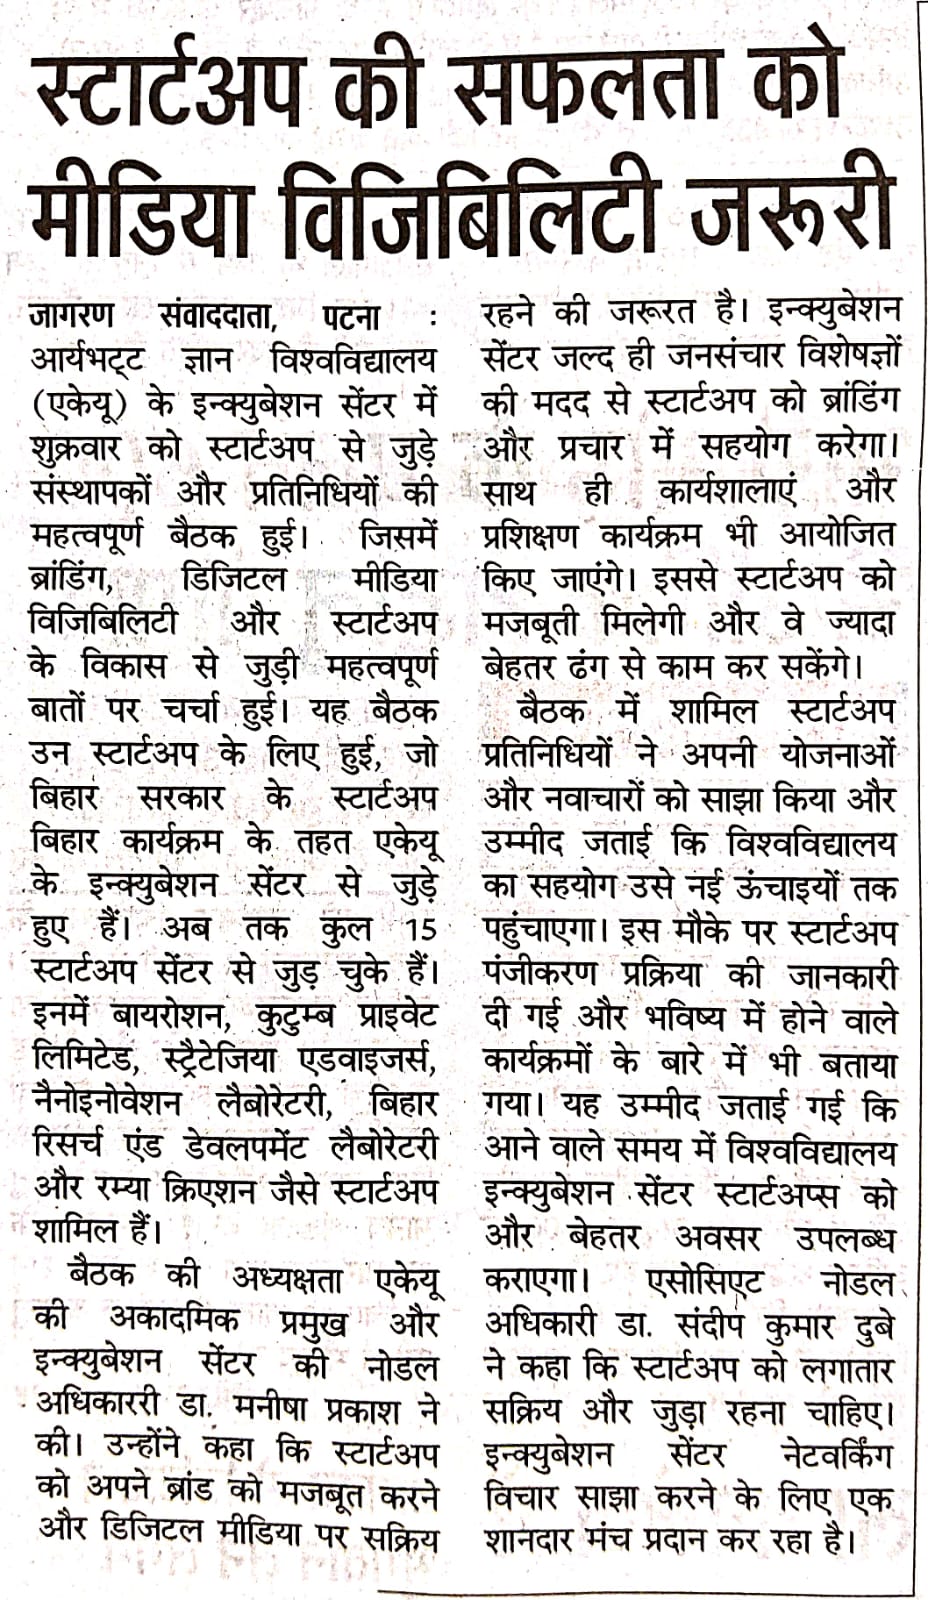 स्टार्टअप की सफलता को
मीडिया विजिबिलिटी जरूरी
जागरण संवाददाता, पटना :
आर्यभट्ट ज्ञान विश्वविद्यालय
(एकेयू) के इन्क्युबेशन सेंटर में
शुक्रवार को स्टार्टअप से जुड़े
संस्थापकों और प्रतिनिधियों की
महत्वपूर्ण बैठक हुई। जिसमें
ब्रांडिंग, डिजिटल मीडिया
विजिबिलिटी और स्टार्टअप
के विकास से जुड़ी महत्वपूर्ण
बातों पर चर्चा हुई। यह बैठक
उन स्टार्टअप के लिए हुई, जो
बिहार सरकार के स्टार्टअप
बिहार कार्यक्रम के तहत एकेयू
के इन्क्युबेशन सेंटर से जुड़े
हुए हैं। अब तक कुल 15
स्टार्टअप सेंटर से जुड़ चुके हैं।
इनमें बायरोशन, कुटुम्ब प्राइवेट
लिमिटेड, स्ट्रैटेजिया एडवाइजर्स,
नैनोइनोवेशन लैबोरेटरी, बिहार
रिसर्च एंड डेवलपमेंट लैबोरेटरी
और रम्या क्रिएशन जैसे स्टार्टअप
शामिल हैं।
बैठक की अध्यक्षता एकेयू
की अकादमिक प्रमुख और
इन्क्युबेशन सेंटर की नोडल
अधिकाररी डा. मनीषा प्रकाश ने
की। उन्होंने कहा कि स्टार्टअप
को अपने ब्रांड को मजबूत करने
और डिजिटल मीडिया पर सक्रिय
रहने की जरूरत है। इन्क्युबेशन
सेंटर जल्द ही जनसंचार विशेषज्ञों
की मदद से स्टार्टअप को ब्रांडिंग
और प्रचार में सहयोग करेगा।
साथ ही कार्यशालाएं और
प्रशिक्षण कार्यक्रम भी आयोजित
किए जाएंगे। इससे स्टार्टअप को
मजबूती मिलेगी और वे ज्यादा
बेहतर ढंग से काम कर सकेंगे।
बैठक में शामिल स्टार्टअप
प्रतिनिधियों ने अपनी योजनाओं
और नवाचारों को साझा किया और
उम्मीद जताई कि विश्वविद्यालय
का सहयोग उसे नई ऊंचाइयों तक
पहुंचाएगा। इस मौके पर स्टार्टअप
पंजीकरण प्रक्रिया की जानकारी
दी गई और भविष्य में होने वाले
कार्यक्रमों के बारे में भी बताया
गया। यह उम्मीद जताई गई कि
आने वाले समय में विश्वविद्यालय
इन्क्युबेशन सेंटर स्टार्टअप्स को
और बेहतर अवसर उपलब्ध
कराएगा। एसोसिएट नोडल
अधिकारी डा. संदीप कुमार दुबे
ने कहा कि स्टार्टअप को लगातार
सक्रिय और जुड़ा रहना चाहिए।
इन्क्युबेशन सेंटर नेटवर्किंग
विचार साझा करने के लिए एक
शानदार मंच प्रदान कर रहा है।